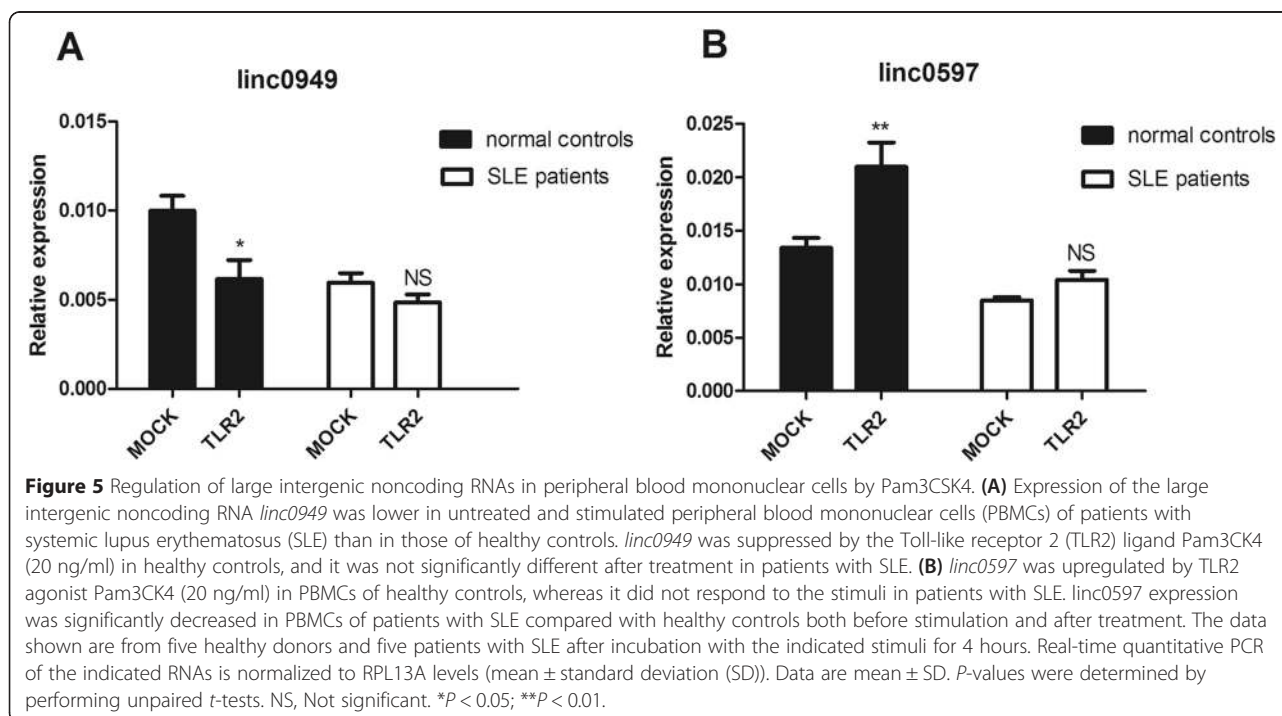 A
linc0949
0.015
0.010
0.005
0.000
Relative expression
normal controls
SLE patients
*
NS
MOCK
TLR2
MOCK
TLR2
B
linc0597
0.025
0.020
0.015
0.010
0.005
0.000
Relative expression
normal controls
SLE patients
**
NS
MOCK
TLR2
MOCK
TLR2
Figure 5 Regulation of large intergenic noncoding RNAs in peripheral blood mononuclear cells by Pam3CSK4. (A) Expression of the large
intergenic noncoding RNA linc0949 was lower in untreated and stimulated peripheral blood mononuclear cells (PBMCs) of patients with
systemic lupus erythematosus (SLE) than in those of healthy controls. linc0949 was suppressed by the Toll-like receptor 2 (TLR2) ligand Pam3CK4
(20 ng/ml) in healthy controls, and it was not significantly different after treatment in patients with SLE. (B) linc0597 was upregulated by TLR2
agonist Pam3CK4 (20 ng/ml) in PBMCs of healthy controls, whereas it did not respond to the stimuli in patients with SLE. linc0597 expression
was significantly decreased in PBMCs of patients with SLE compared with healthy controls both before stimulation and after treatment. The data
shown are from five healthy donors and five patients with SLE after incubation with the indicated stimuli for 4 hours. Real-time quantitative PCR
of the indicated RNAs is normalized to RPL13A levels (mean ± standard deviation (SD)). Data are mean ± SD. P-values were determined by
performing unpaired t-tests. NS, Not significant. *P < 0.05; **P < 0.01.